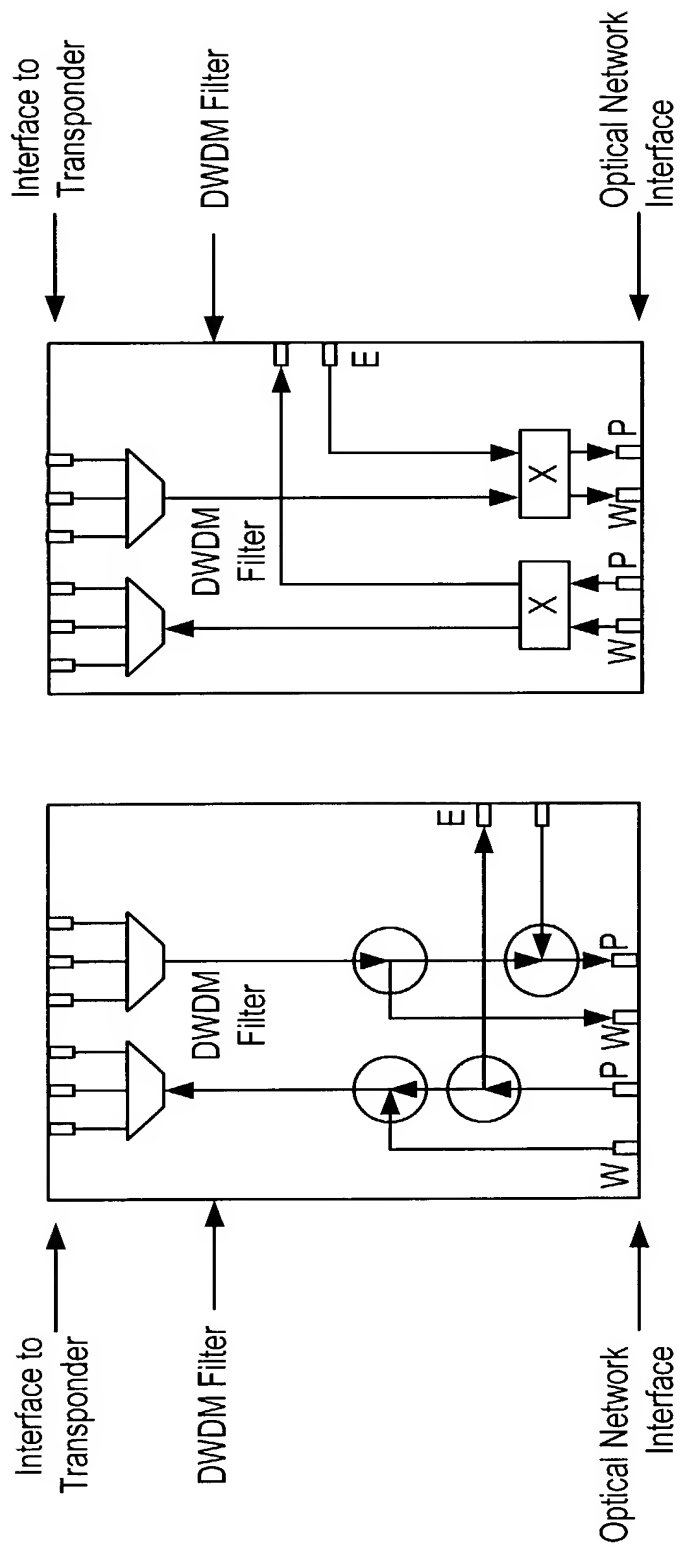 Interface to
Transponder
DWDM Filter
DWDM
Filter
E
W P W P
Optical Network
Interface
Interface to
Transponder
DWDM Filter
DWDM
Filter
E
X X
W P W P
Optical Network
Interface